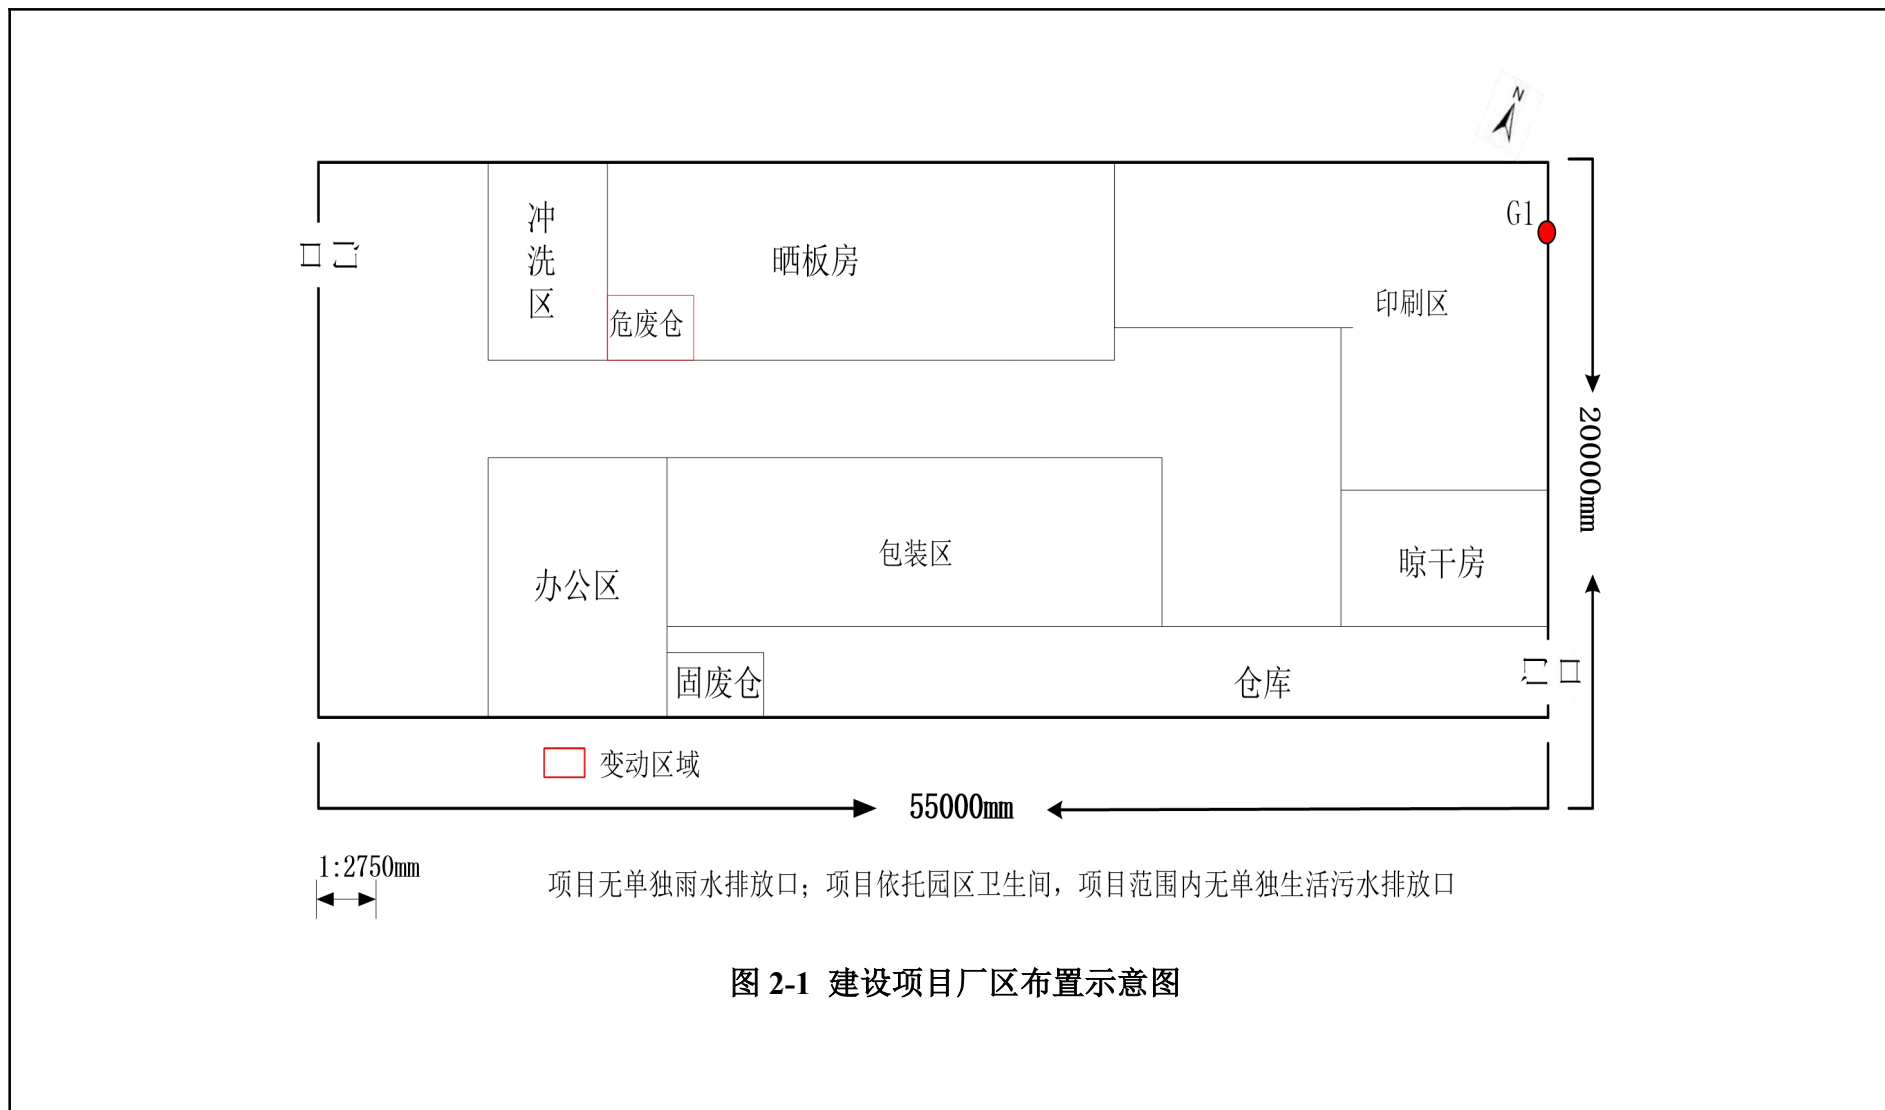 N
G1
冲洗区
晒板房
门口
印刷区
危废仓
20000mm
包装区
晾干房
办公区
固废仓
仓库
门口
变动区域
55000mm
1:2750mm
项目无单独雨水排放口；项目依托园区卫生间，项目范围内无单独生活污水排放口
图 2-1 建设项目厂区布置示意图